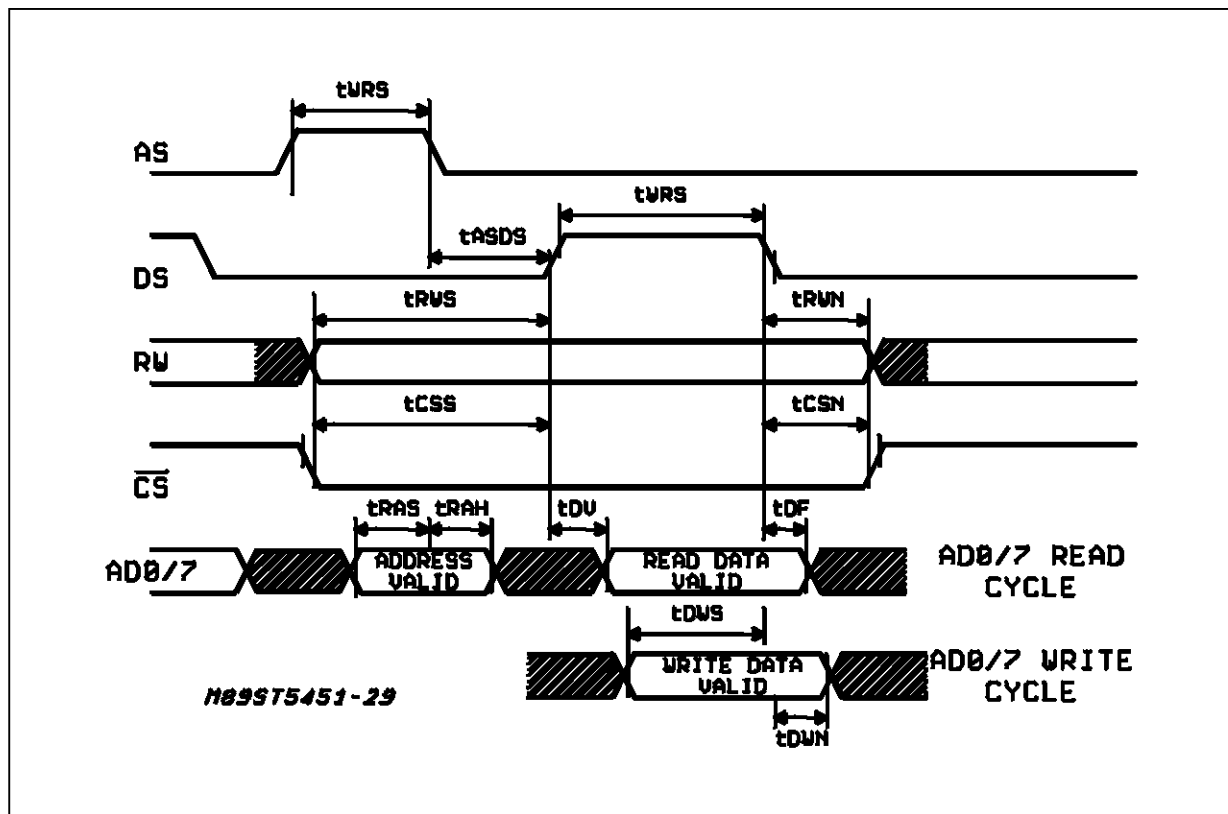 tWRS
AS
tWRS
tASDS
DS
tRWS
tRWN
RW
tCSS
tCSN
CS
tRAS
tRAH
tDV
tDF
AD0/7
ADDRESS
VALID
READ DATA
VALID
AD0/7 READ
CYCLE
tDWS
WRITE DATA
VALID
AD0/7 WRITE
CYCLE
M89ST5451-29
tDWN